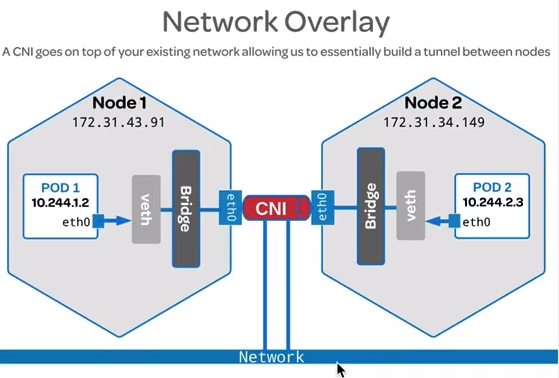 Network Overlay
A CNI goes on top of your existing network allowing us to essentially build a tunnel between nodes
Node 1
172.31.43.91
POD 1
10.244.1.2
eth0
veth
Bridge
eth0
CNI
Node 2
172.31.34.149
eth0
Bridge
veth
POD 2
10.244.2.3
eth0
Network